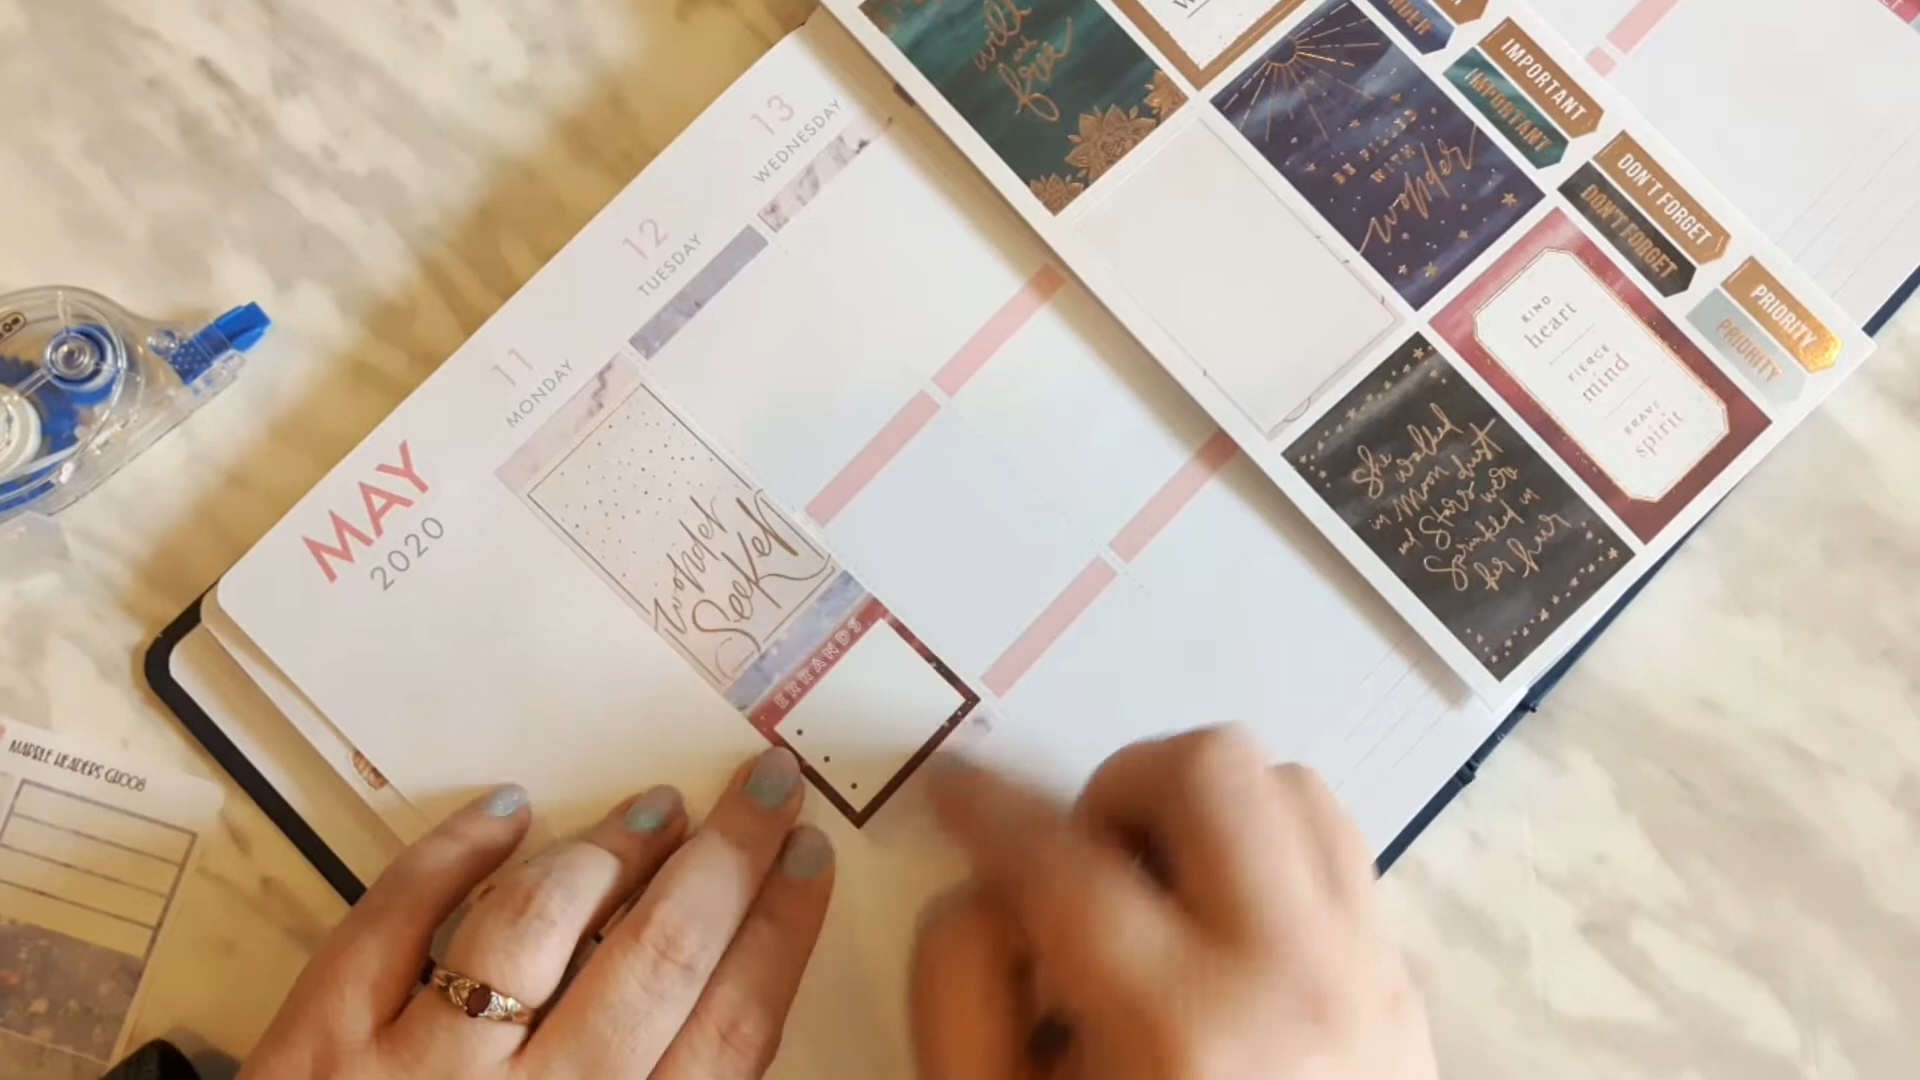 MAY
2020
11
MONDAY
12
TUESDAY
13
WEDNESDAY
Wonder
Seeker
ERRANDS
wild
and
free
BE FILLED
WITH
wonder
IMPORTANT
IMPORTANT
DON'T FORGET
DON'T FORGET
PRIORITY
PRIORITY
KIND
heart
FIERCE
mind
BRAVE
spirit
She
walked
in Moon dust
and Stars were
Sprinkled in
her hair
MARBLE HEADERS GH008